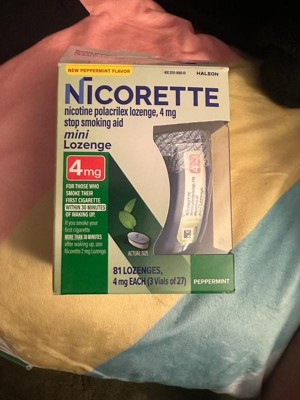 NEW PEPPERMINT FLAVOR
HALEON
NICORETTE
nicotine polacrilex lozenge, 4 mg
stop smoking aid
mini
Lozenge
4mg
FOR THOSE WHO
SMOKE THEIR
FIRST CIGARETTE
WITHIN 30 MINUTES
OF WAKING UP.
If you smoke your
first cigarette
MORE THAN 30 MINUTES
after waking up, use
Nicorette 2 mg Lozenge
ACTUAL SIZE
81 LOZENGES,
4 mg EACH (3 Vials of 27)
PEPPERMINT